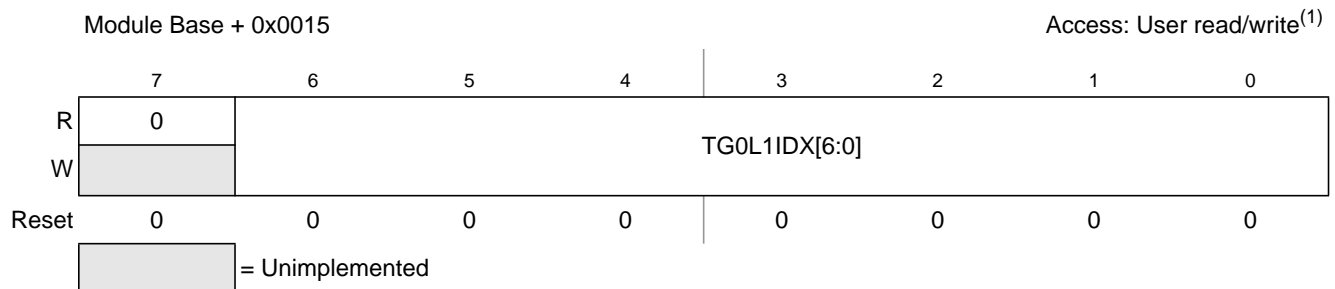 Module Base + 0x0015 Access: User read/write(1)
7 6 5 4 3 2 1 0
R 0
TG0L1IDX[6:0]
W
Reset 0 0 0 0 0 0 0 0
= Unimplemented